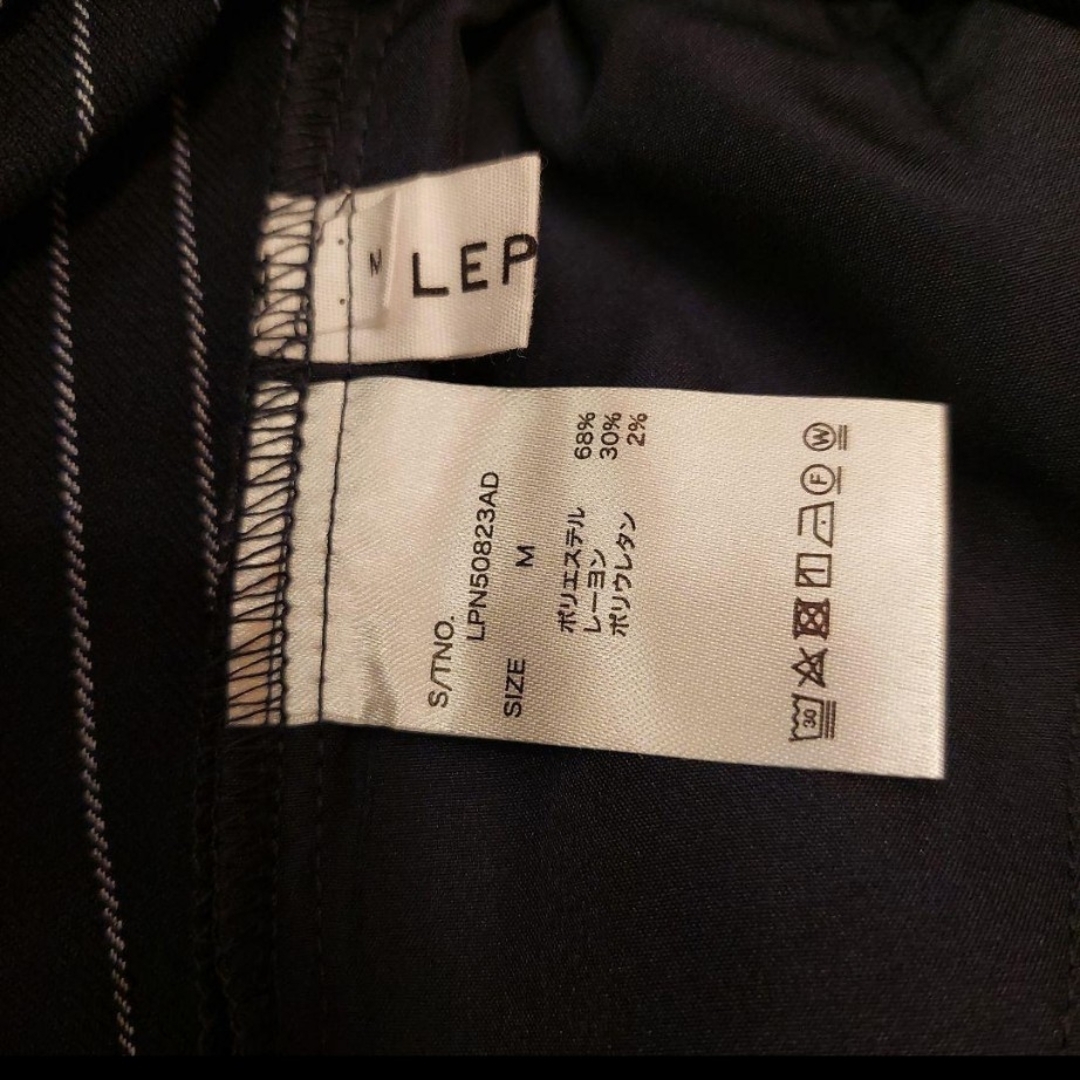 M
LEP
S/TNO.
LPN50823AD
SIZE M
ポリエステル 68%
レーヨン 30%
ポリウレタン 2%
30
F
W